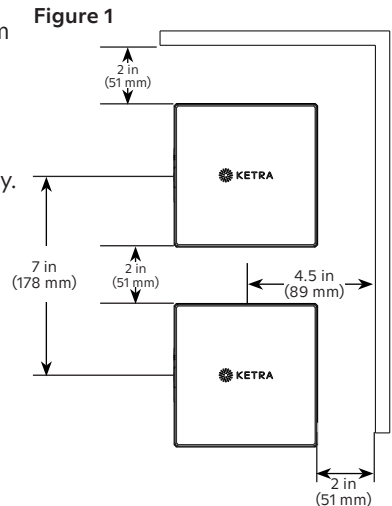 Figure 1
m
2 in
(51 mm)
KETRA
y.
7 in
(178 mm)
2 in
(51 mm)
4.5 in
(89 mm)
KETRA
2 in
(51 mm)